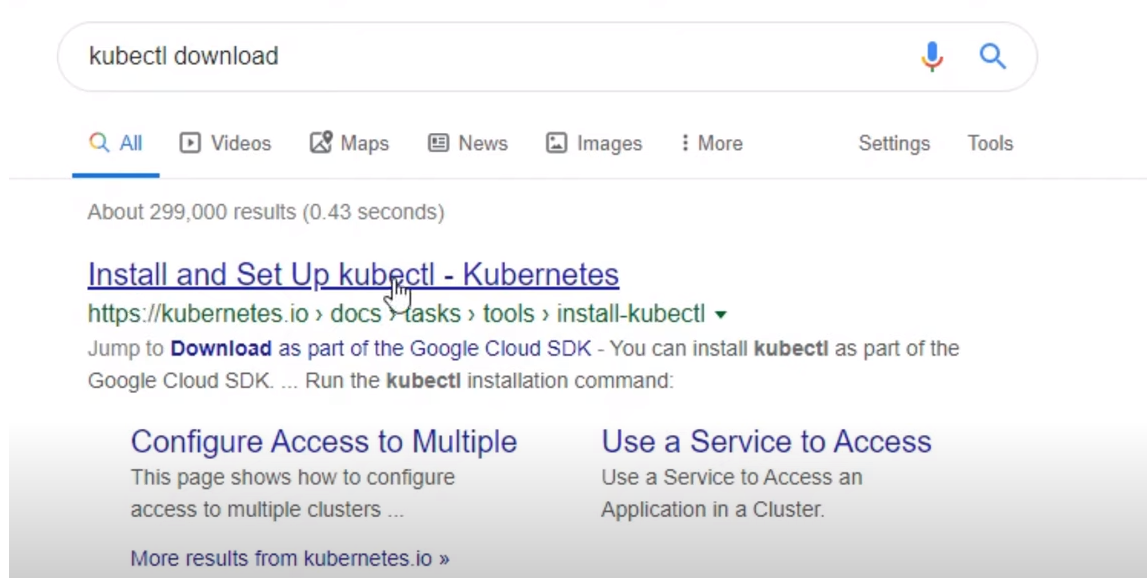 kubectl download
All Videos Maps News Images More Settings Tools
About 299,000 results (0.43 seconds)
Install and Set Up kubectl - Kubernetes
https://kubernetes.io › docs › tasks › tools › install-kubectl
Jump to Download as part of the Google Cloud SDK - You can install kubectl as part of the
Google Cloud SDK. ... Run the kubectl installation command:
Configure Access to Multiple
This page shows how to configure
access to multiple clusters ...
Use a Service to Access
Use a Service to Access an
Application in a Cluster.
More results from kubernetes.io »